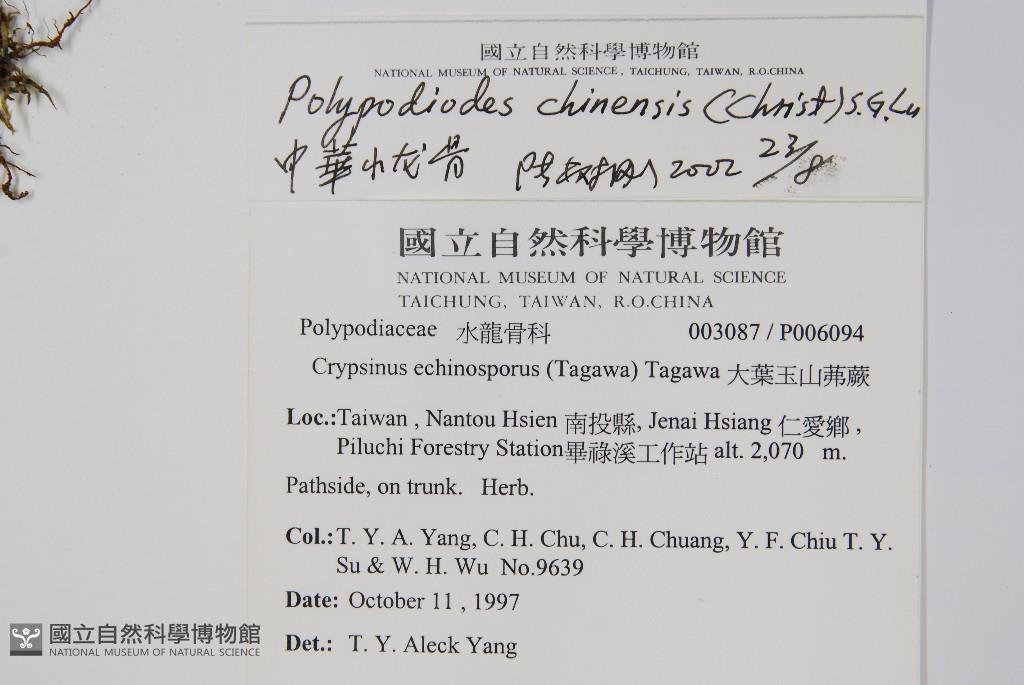 國立自然科學博物館
NATIONAL MUSEUM OF NATURAL SCIENCE, TAICHUNG, TAIWAN, R.O.CHINA
Polypodiodes chinensis (Christ) S.G.Lu
中華水龙骨 陆树刚 2002 23/8
國立自然科學博物館
NATIONAL MUSEUM OF NATURAL SCIENCE
TAICHUNG, TAIWAN, R.O.CHINA
Polypodiaceae 水龍骨科 003087 / P006094
Crypsinus echinosporus (Tagawa) Tagawa 大葉玉山茀蕨
Loc.:Taiwan , Nantou Hsien 南投縣, Jenai Hsiang 仁愛鄉 ,
Piluchi Forestry Station畢祿溪工作站 alt. 2,070 m.
Pathside, on trunk. Herb.
Col.: T. Y. A. Yang, C. H. Chu, C. H. Chuang, Y. F. Chiu T. Y.
Su & W. H. Wu No.9639
Date: October 11 , 1997
Det.: T. Y. Aleck Yang
國立自然科學博物館
NATIONAL MUSEUM OF NATURAL SCIENCE